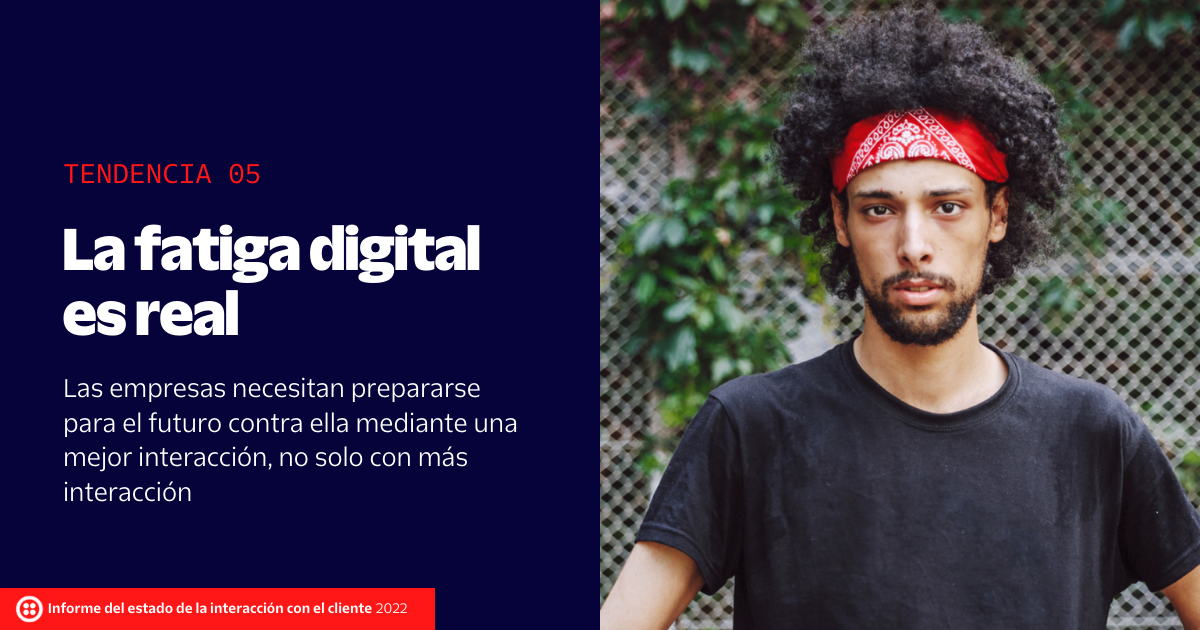 TENDENCIA 05
La fatiga digital
es real
Las empresas necesitan prepararse
para el futuro contra ella mediante una
mejor interacción, no solo con más
interacción
Informe del estado de la interacción con el cliente 2022